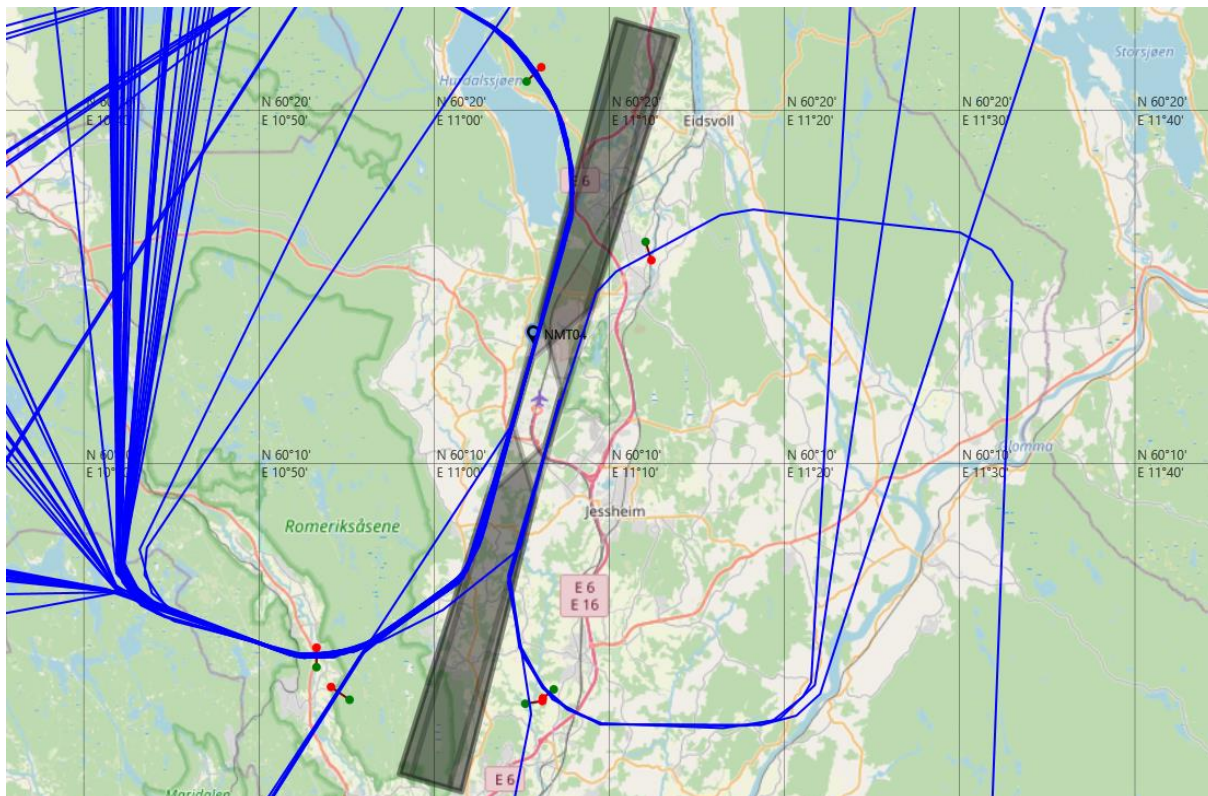 Hurdalssjøen
Storsjøen
N 60°20'
N 60°20'
E 10°50'
N 60°20'
E 11°00'
N 60°20'
E 11°10'
Eidsvoll
N 60°20'
E 11°20'
N 60°20'
E 11°30'
N 60°20'
E 11°40'
E 6
NMT04
N 60°10'
E 10°50'
N 60°10'
E 11°00'
N 60°10'
E 11°10'
N 60°10'
E 11°20'
N 60°10'
E 11°30'
Glomma
N 60°10'
E 11°40'
Romeriksåsene
Jessheim
E 6
E 16
E 6
Maridalen